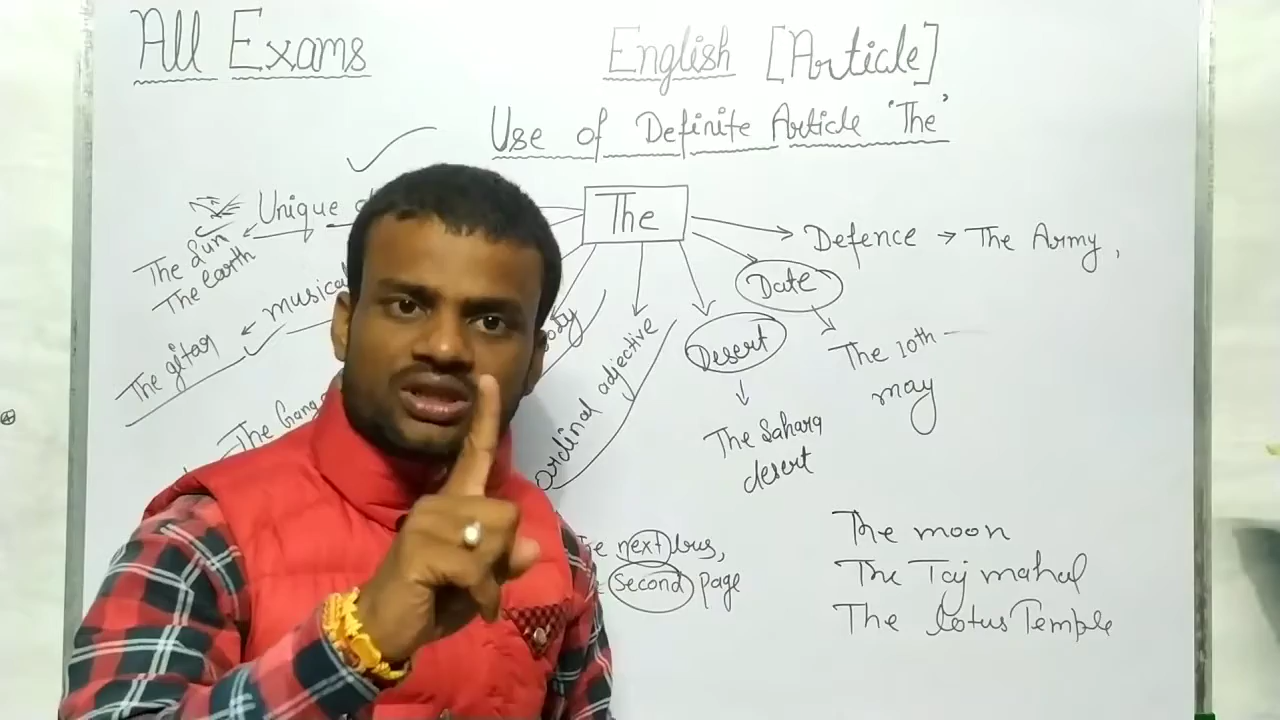 All Exams
English [Article]
Use of Definite Article 'The'
The
Unique
The Sun
The earth
musical
The gitar
ordinal adjective
Desert
The Sahara
desert
Date
The 10th -
may
Defence → The Army,
next bus,
second page
The moon
The Taj mahal
The lotus Temple